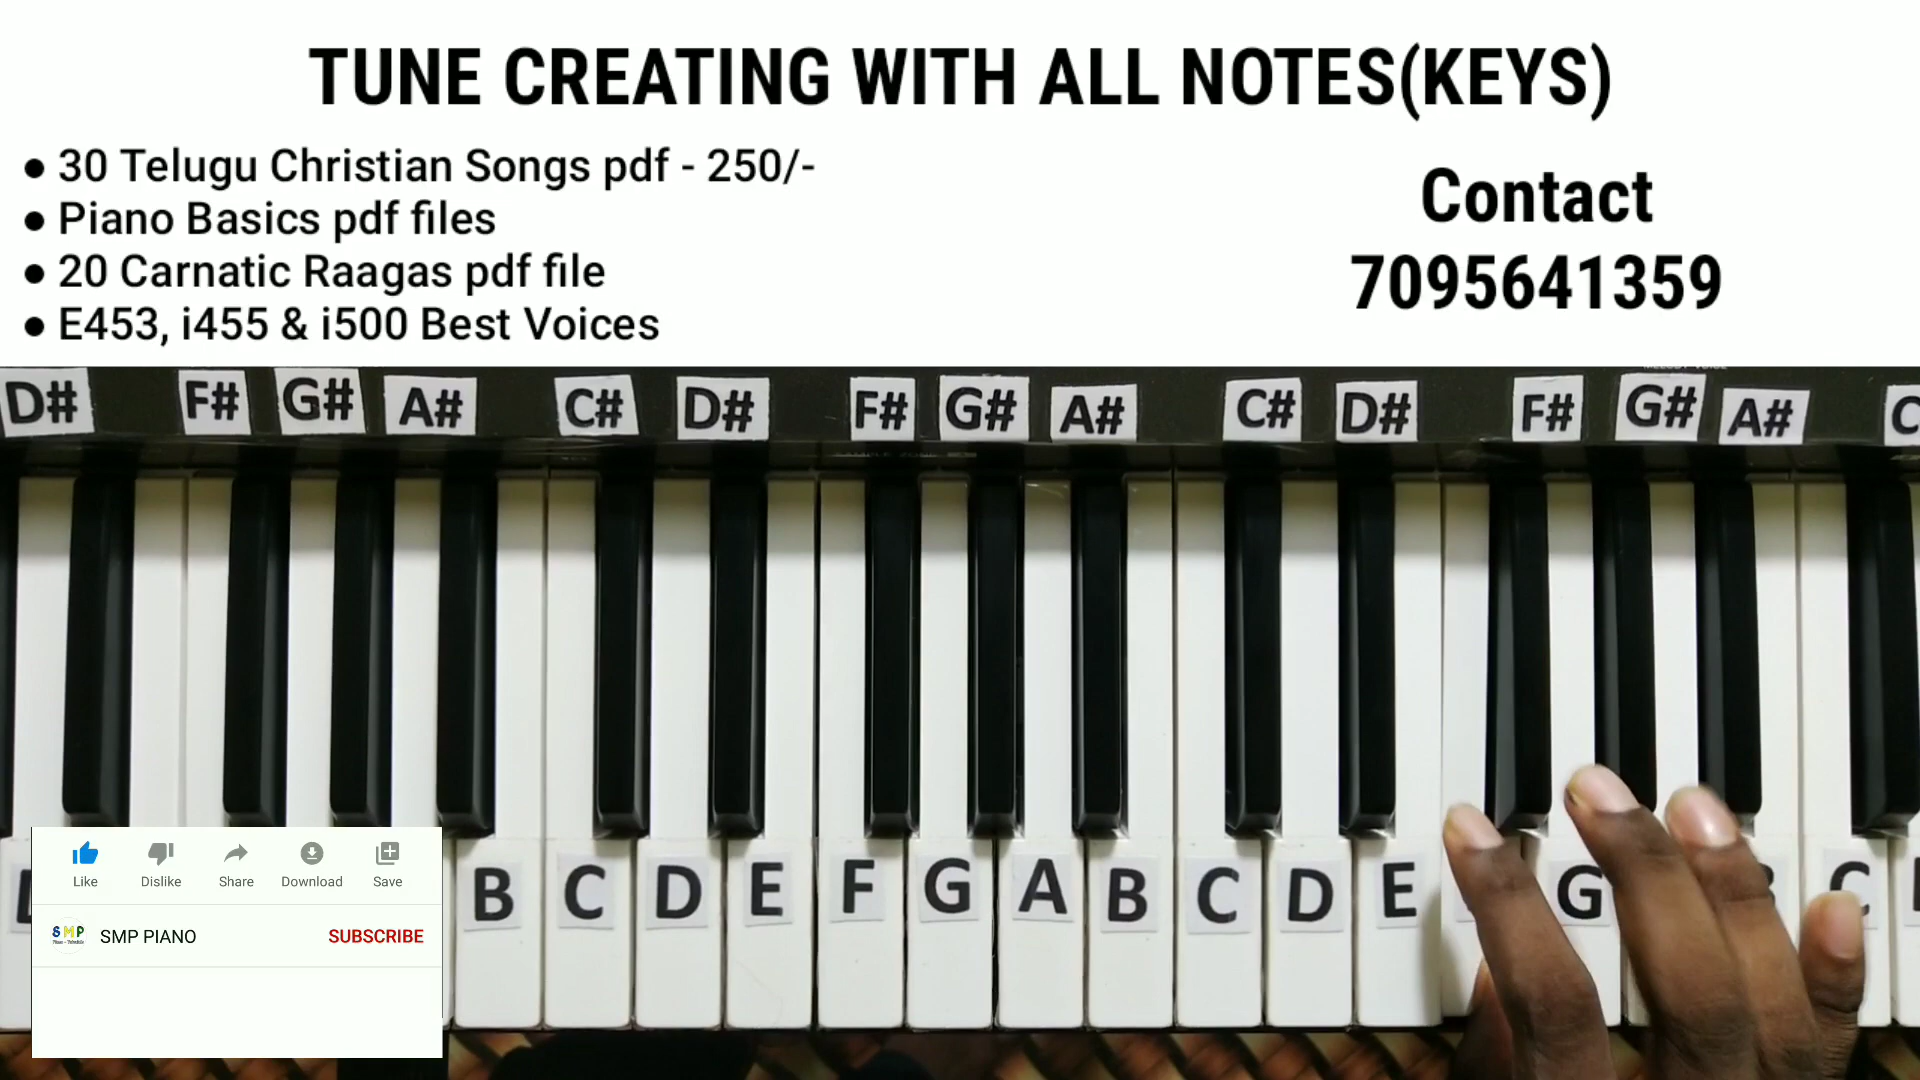 TUNE CREATING WITH ALL NOTES(KEYS)
● 30 Telugu Christian Songs pdf - 250/-
● Piano Basics pdf files
● 20 Carnatic Raagas pdf file
● E453, i455 & i500 Best Voices
Contact
7095641359
D# F# G# A# C# D# F# G# A# C# D# F# G# A# C
B C D E F G A B C D E G C
Like Dislike Share Download Save
SMP PIANO SUBSCRIBE
SMP